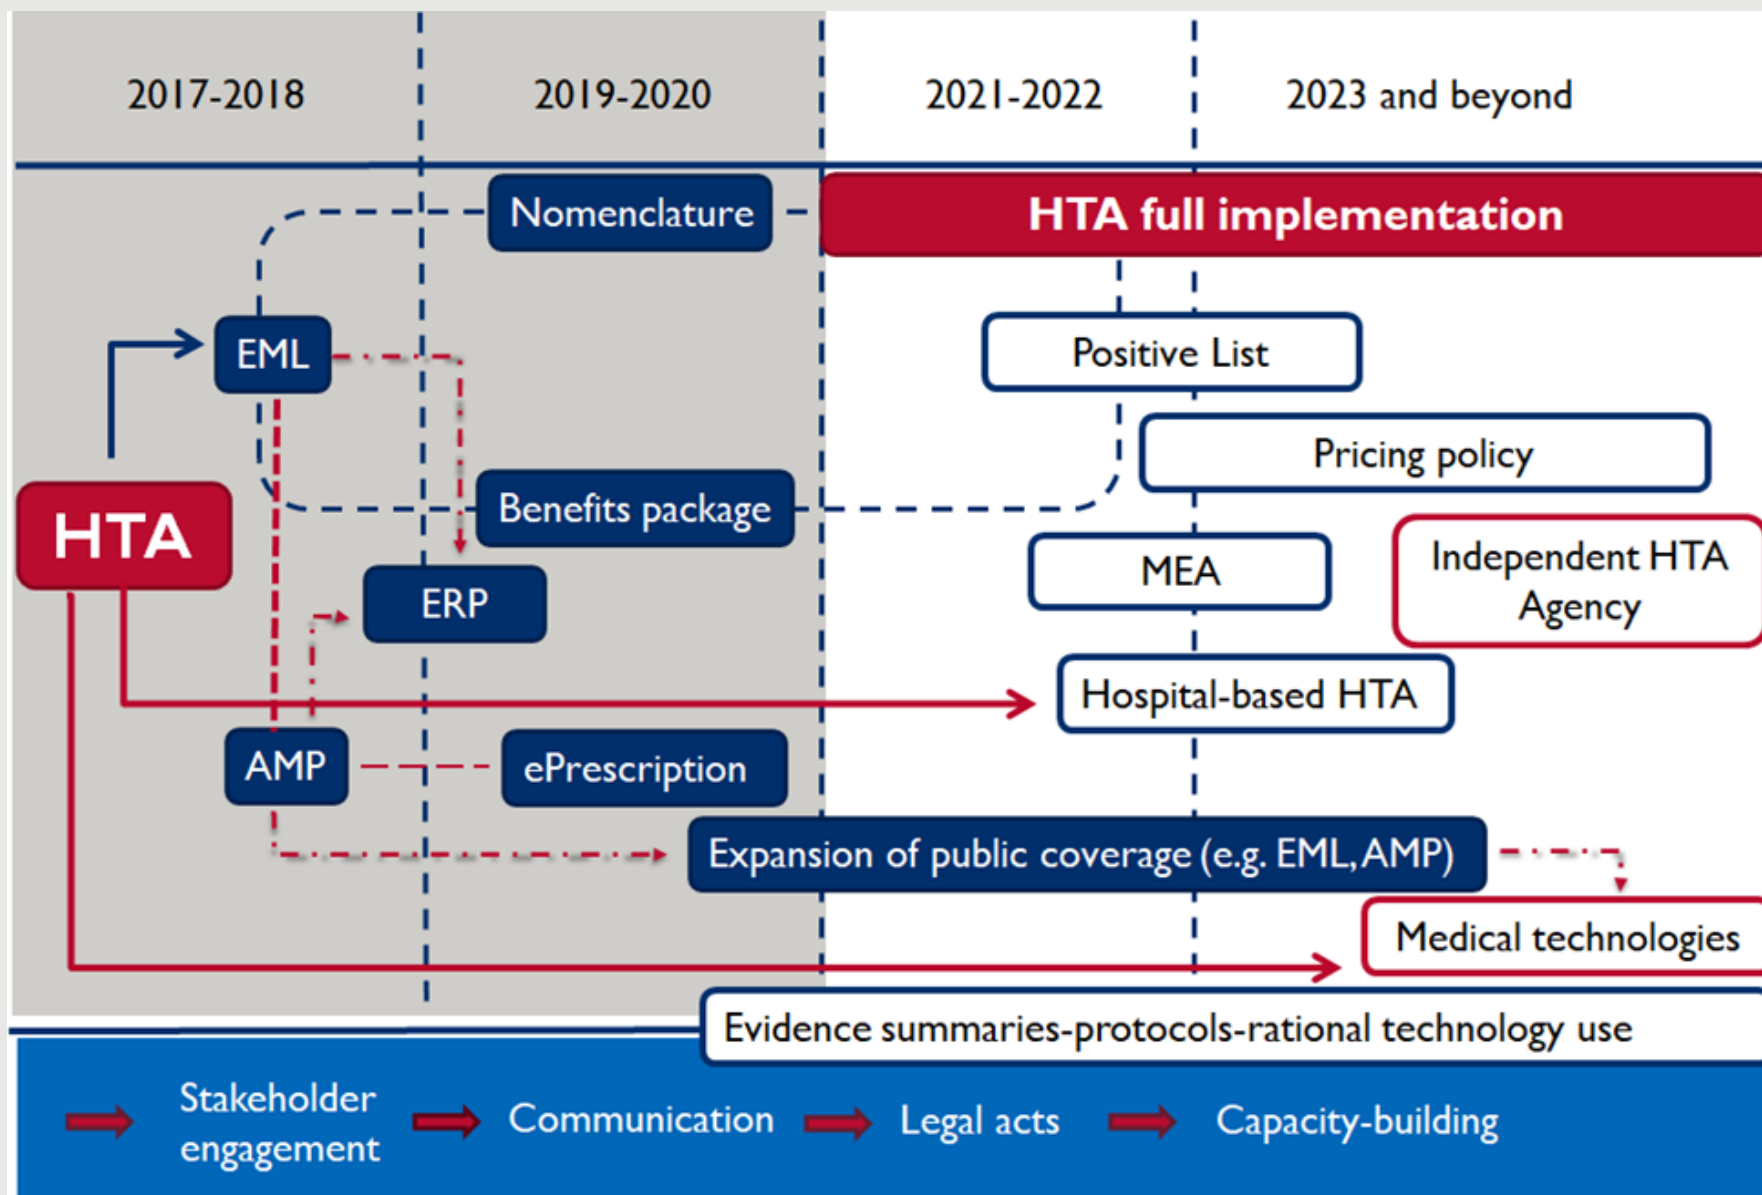 2017-2018
2019-2020
2021-2022
2023 and beyond
Nomenclature
HTA full implementation
EML
Positive List
Pricing policy
HTA
Benefits package
MEA
Independent HTA
Agency
ERP
Hospital-based HTA
AMP
ePrescription
Expansion of public coverage (e.g. EML, AMP)
Medical technologies
Evidence summaries-protocols-rational technology use
Stakeholder
engagement
Communication
Legal acts
Capacity-building